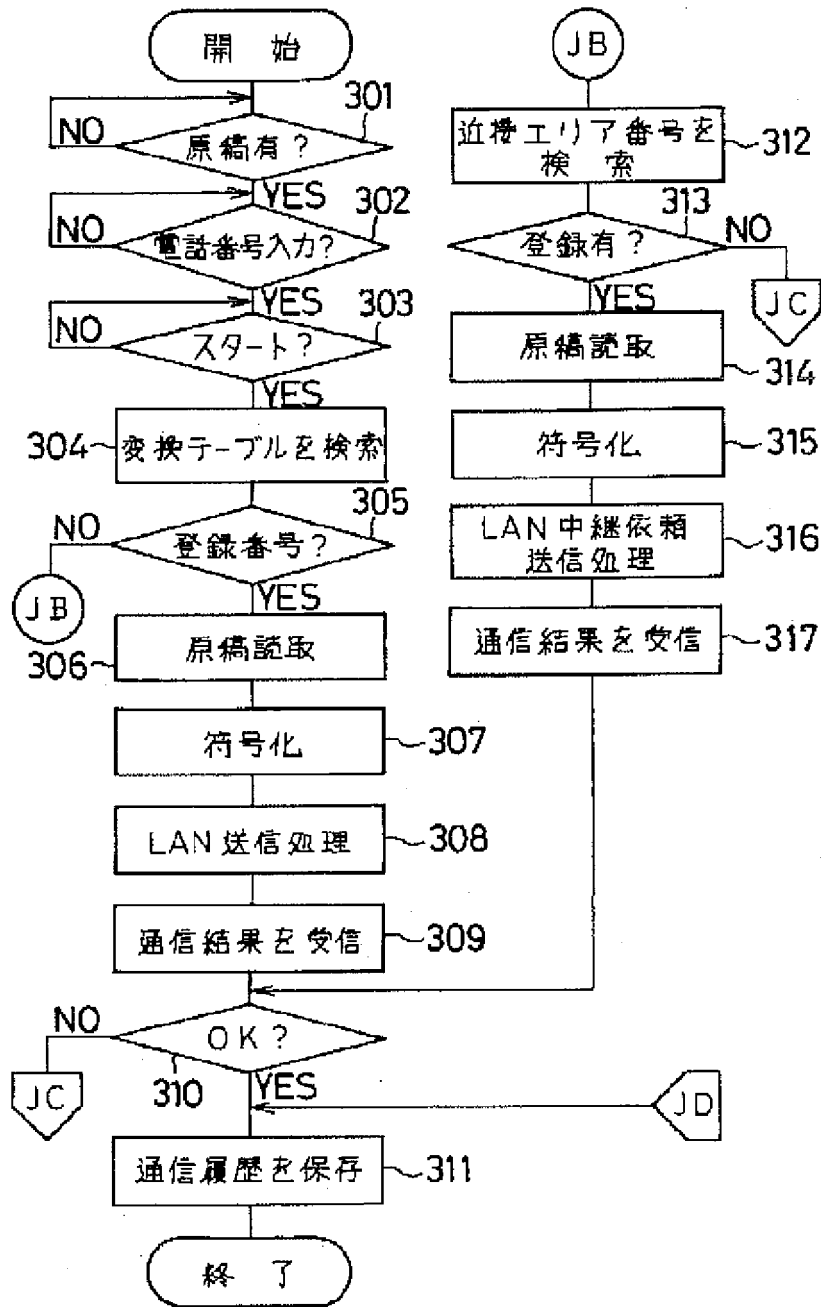 開始
301
NO
原稿有?
YES
302
NO
電話番号入力?
YES
303
NO
スタート?
YES
304
変換テーブルを検索
305
NO
登録番号?
JB
YES
原稿読取
306
符号化
307
LAN送信処理
308
通信結果を受信
309
NO
OK?
310
JC
YES
JD
通信履歴を保存
311
終了
JB
近接エリア番号を
検索
312
313
登録有?
NO
JC
YES
原稿読取
314
符号化
315
LAN中継依頼
送信処理
316
通信結果を受信
317